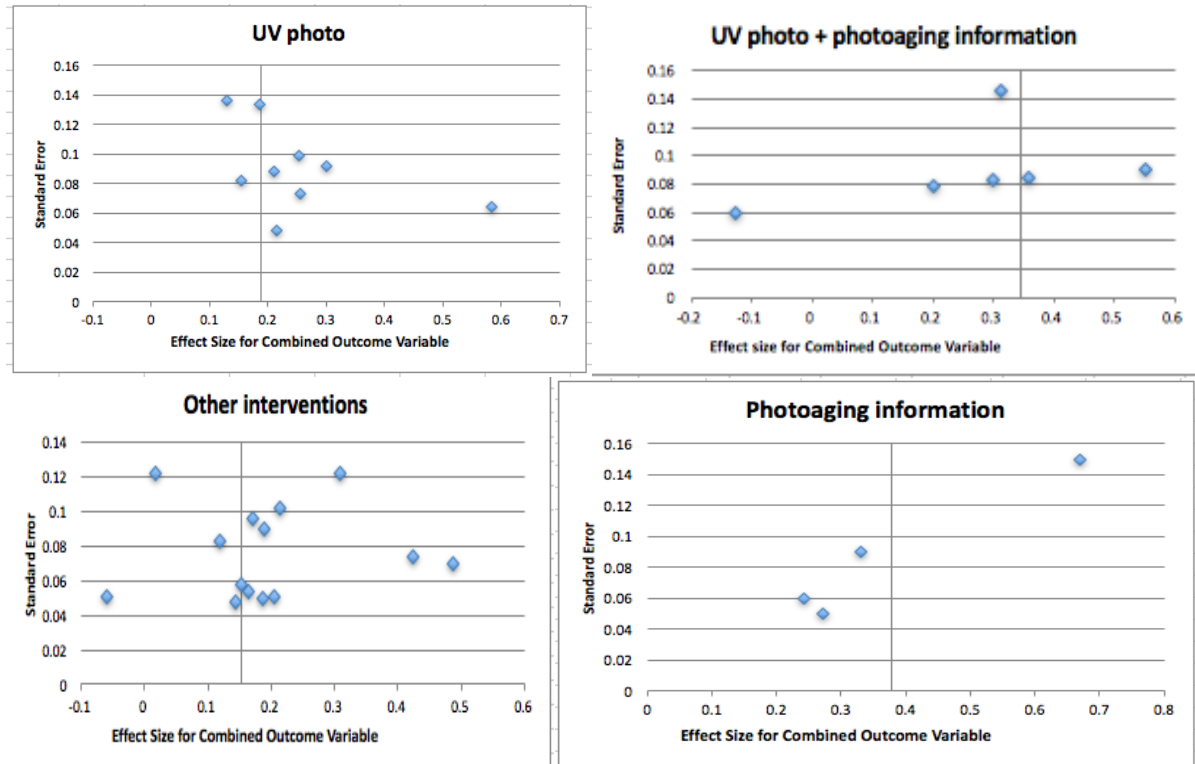 UV photo
0.16
0.14
0.12
0.1
0.08
0.06
0.04
0.02
0
Standard Error
-0.1 0 0.1 0.2 0.3 0.4 0.5 0.6 0.7
Effect Size for Combined Outcome Variable
UV photo + photoaging information
0.16
0.14
0.12
0.1
0.08
0.06
0.04
0.02
0
Standard Error
-0.2 -0.1 0 0.1 0.2 0.3 0.4 0.5 0.6
Effect size for Combined Outcome Variable
Other interventions
0.14
0.12
0.1
0.08
0.06
0.04
0.02
0
Standard Error
-0.1 0 0.1 0.2 0.3 0.4 0.5 0.6
Effect Size for Combined Outcome Variable
Photoaging information
0.16
0.14
0.12
0.1
0.08
0.06
0.04
0.02
0
Standard Error
0 0.1 0.2 0.3 0.4 0.5 0.6 0.7 0.8
Effect Size for Combined Outcome Variable